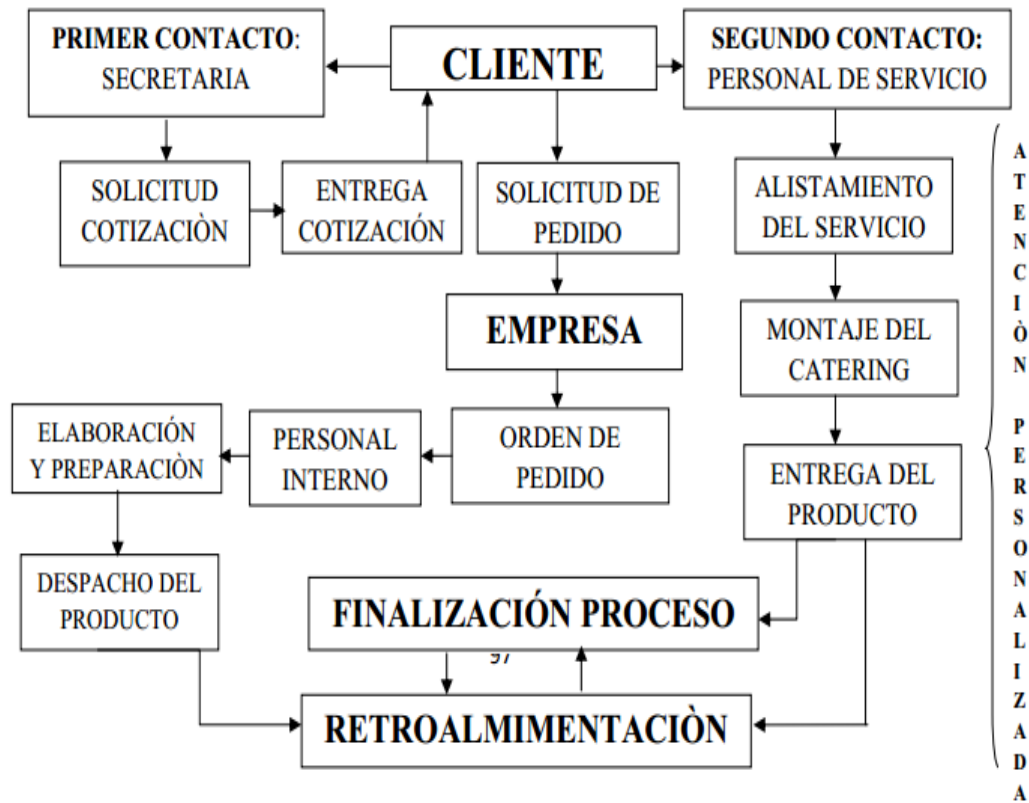 PRIMER CONTACTO:
SECRETARIA
CLIENTE
SEGUNDO CONTACTO:
PERSONAL DE SERVICIO
SOLICITUD
COTIZACIÒN
ENTREGA
COTIZACIÓN
SOLICITUD DE
PEDIDO
ALISTAMIENTO
DEL SERVICIO
EMPRESA
MONTAJE DEL
CATERING
ELABORACIÓN
Y PREPARACIÒN
PERSONAL
INTERNO
ORDEN DE
PEDIDO
ENTREGA DEL
PRODUCTO
DESPACHO DEL
PRODUCTO
FINALIZACIÓN PROCESO
97
RETROALMIMENTACIÒN
ATENCIÒN PERSONALIZADA